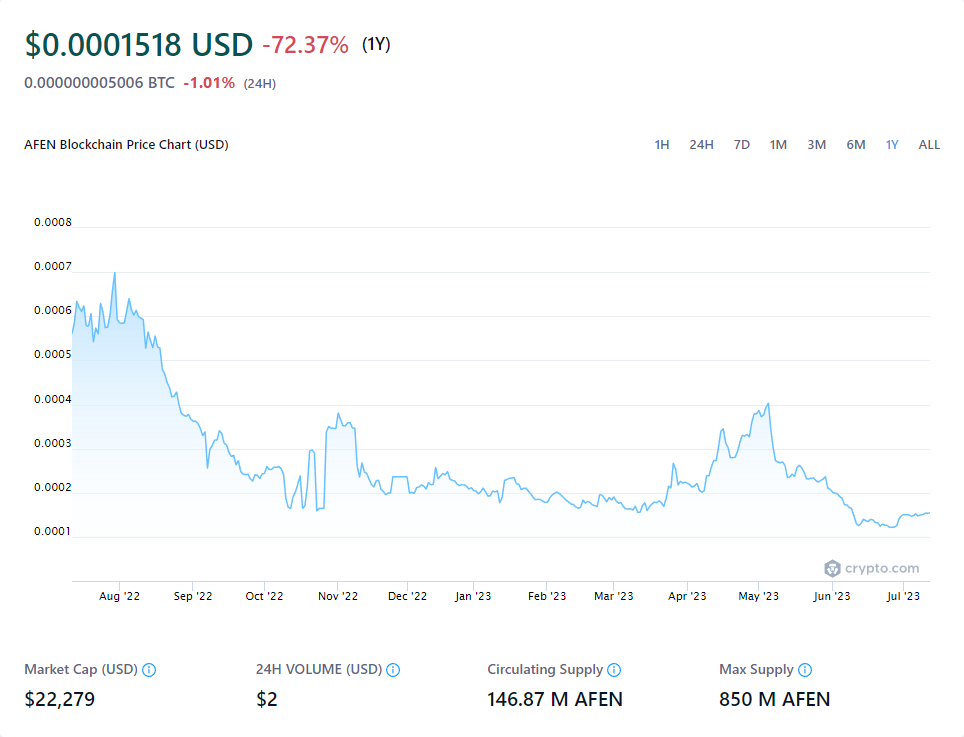 $0.0001518 USD -72.37% (1Y)
0.000000005006 BTC -1.01% (24H)
AFEN Blockchain Price Chart (USD) 1H 24H 7D 1M 3M 6M 1Y ALL
0.0008
0.0007
0.0006
0.0005
0.0004
0.0003
0.0002
0.0001
crypto.com
Aug '22 Sep '22 Oct '22 Nov '22 Dec '22 Jan '23 Feb '23 Mar '23 Apr '23 May '23 Jun '23 Jul '23
Market Cap (USD) 24H VOLUME (USD) Circulating Supply Max Supply
$22,279 $2 146.87 M AFEN 850 M AFEN